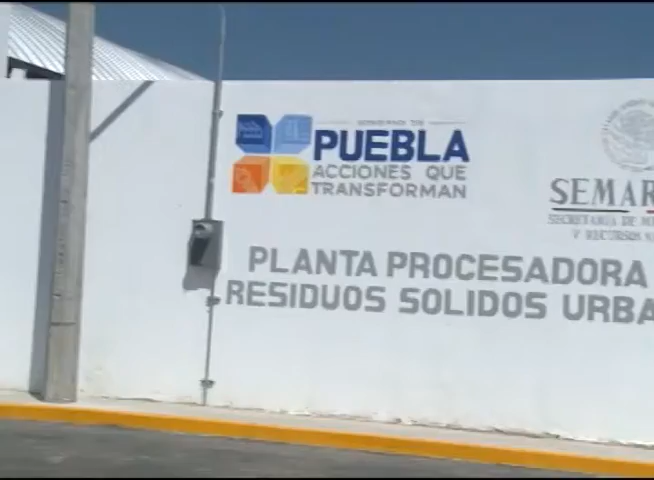 GOBIERNO DE
PUEBLA
ACCIONES QUE
TRANSFORMAN
SEMAR
SECRETARIA DE
Y RECURSOS
PLANTA PROCESADORA
RESIDUOS SOLIDOS URBA